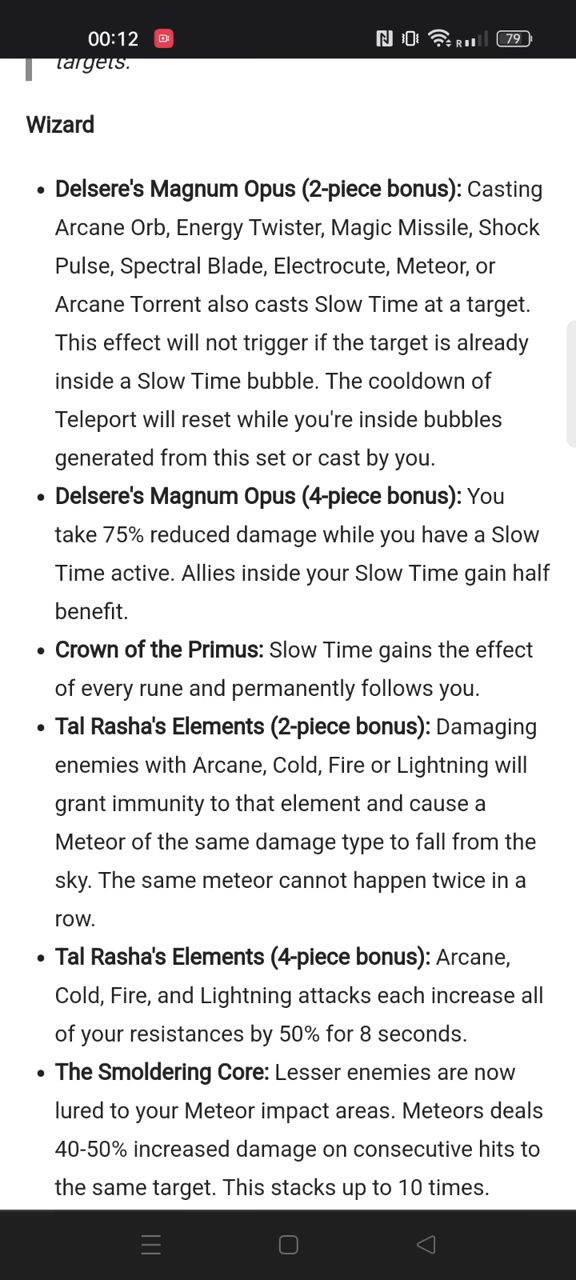 00:12
R
79
targets.
Wizard
• Delsere's Magnum Opus (2-piece bonus): Casting
Arcane Orb, Energy Twister, Magic Missile, Shock
Pulse, Spectral Blade, Electrocute, Meteor, or
Arcane Torrent also casts Slow Time at a target.
This effect will not trigger if the target is already
inside a Slow Time bubble. The cooldown of
Teleport will reset while you're inside bubbles
generated from this set or cast by you.
• Delsere's Magnum Opus (4-piece bonus): You
take 75% reduced damage while you have a Slow
Time active. Allies inside your Slow Time gain half
benefit.
• Crown of the Primus: Slow Time gains the effect
of every rune and permanently follows you.
• Tal Rasha's Elements (2-piece bonus): Damaging
enemies with Arcane, Cold, Fire or Lightning will
grant immunity to that element and cause a
Meteor of the same damage type to fall from the
sky. The same meteor cannot happen twice in a
row.
• Tal Rasha's Elements (4-piece bonus): Arcane,
Cold, Fire, and Lightning attacks each increase all
of your resistances by 50% for 8 seconds.
• The Smoldering Core: Lesser enemies are now
lured to your Meteor impact areas. Meteors deals
40-50% increased damage on consecutive hits to
the same target. This stacks up to 10 times.